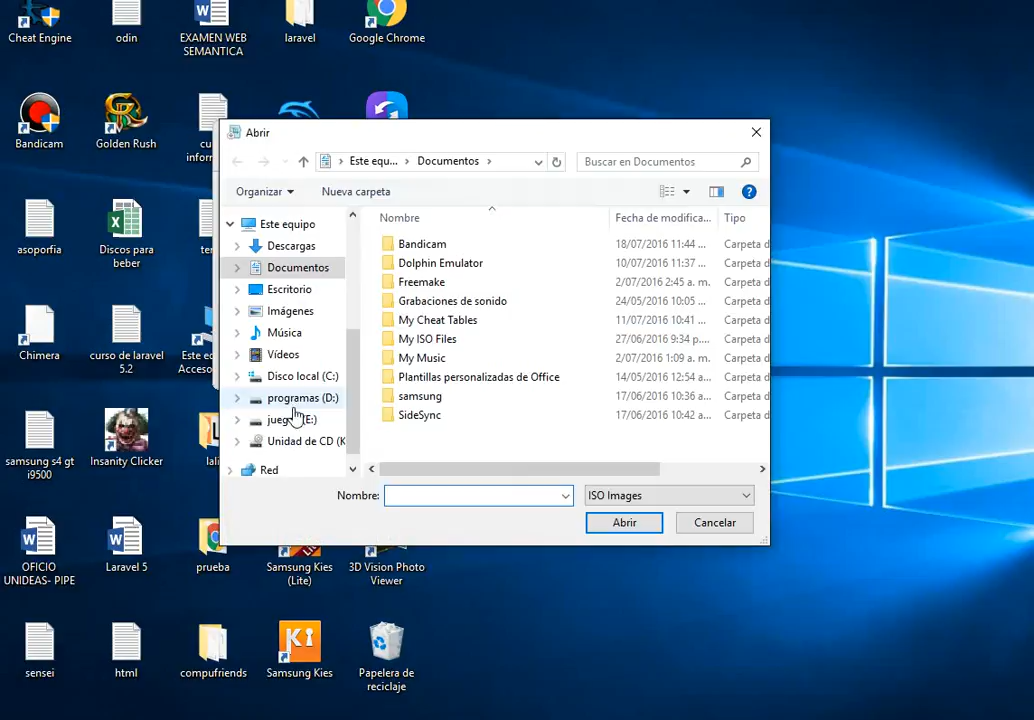 Cheat Engine
odin
EXAMEN WEB
SEMANTICA
laravel
Google Chrome
Bandicam
Golden Rush
cu
inform
asoporfia
Discos para
beber
ter
Chimera
curso de laravel
5.2
Este e
Acceso
samsung s4 gt
i9500
Insanity Clicker
lali
OFICIO
UNIDEAS- PIPE
Laravel 5
prueba
Samsung Kies
(Lite)
3D Vision Photo
Viewer
sensei
html
compufriends
Samsung Kies
Papelera de
reciclaje
Abrir
Este equ...
Documentos
Buscar en Documentos
Organizar
Nueva carpeta
Este equipo
Descargas
Documentos
Escritorio
Imágenes
Música
Vídeos
Disco local (C:)
programas (D:)
(E:)
Unidad de CD (K
Red
Nombre
Fecha de modifica...
Tipo
Bandicam
18/07/2016 11:44 ...
Carpeta d
Dolphin Emulator
10/07/2016 11:37 ...
Carpeta d
Freemake
2/07/2016 2:45 a. m.
Carpeta d
Grabaciones de sonido
24/05/2016 10:05 ...
Carpeta d
My Cheat Tables
11/07/2016 10:41 ...
Carpeta d
My ISO Files
27/06/2016 9:34 p....
Carpeta d
My Music
2/07/2016 1:09 a. m.
Carpeta d
Plantillas personalizadas de Office
14/05/2016 12:54 a...
Carpeta d
samsung
17/06/2016 10:36 a...
Carpeta d
SideSync
17/06/2016 10:42 a...
Carpeta d
Nombre:
ISO Images
Abrir
Cancelar